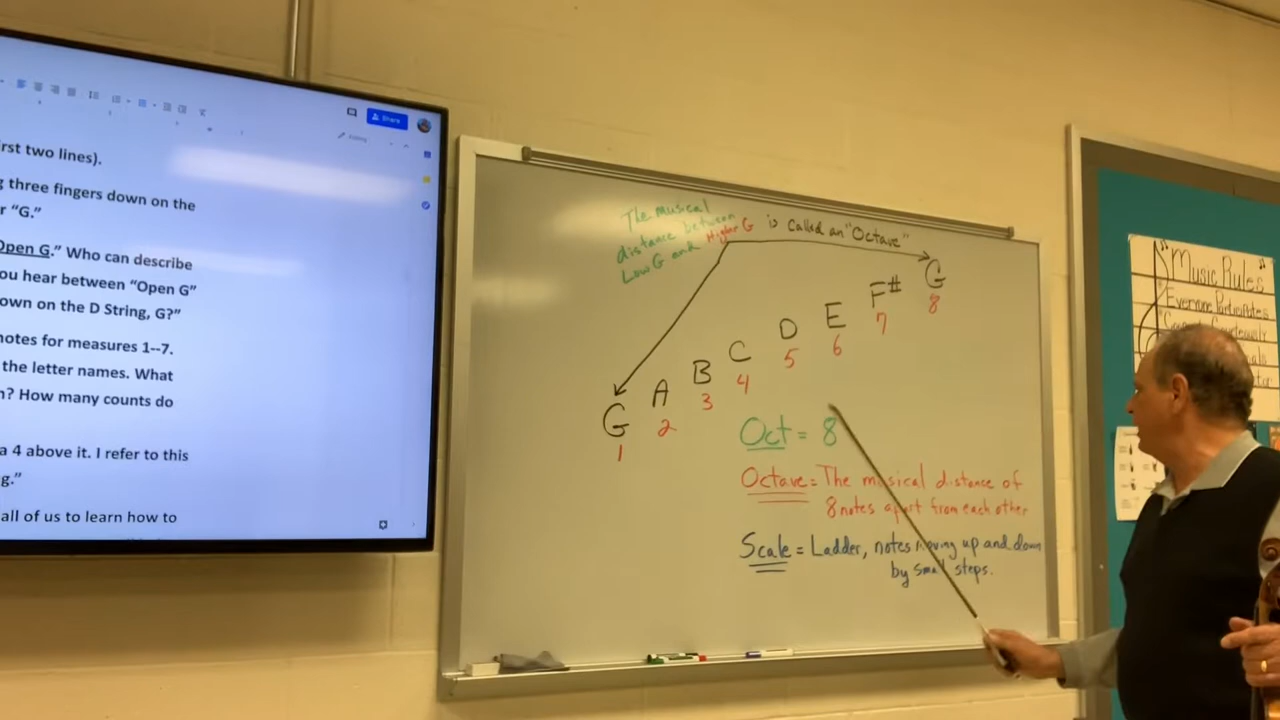 Share
rst two lines).
three fingers down on the
r “G.”
Open G.” Who can describe
ou hear between “Open G”
own on the D String, G?”
notes for measures 1--7.
the letter names. What
? How many counts do
a 4 above it. I refer to this
g.”
all of us to learn how to
The musical
distance between
Low G and Higher G is called an "Octave"
G A B C D E F# G
1 2 3 4 5 6 7 8
Oct = 8
Octave = The musical distance of
8 notes apart from each other
Scale = Ladder, notes moving up and down
by small steps.
Music Rules
Everyone Participates